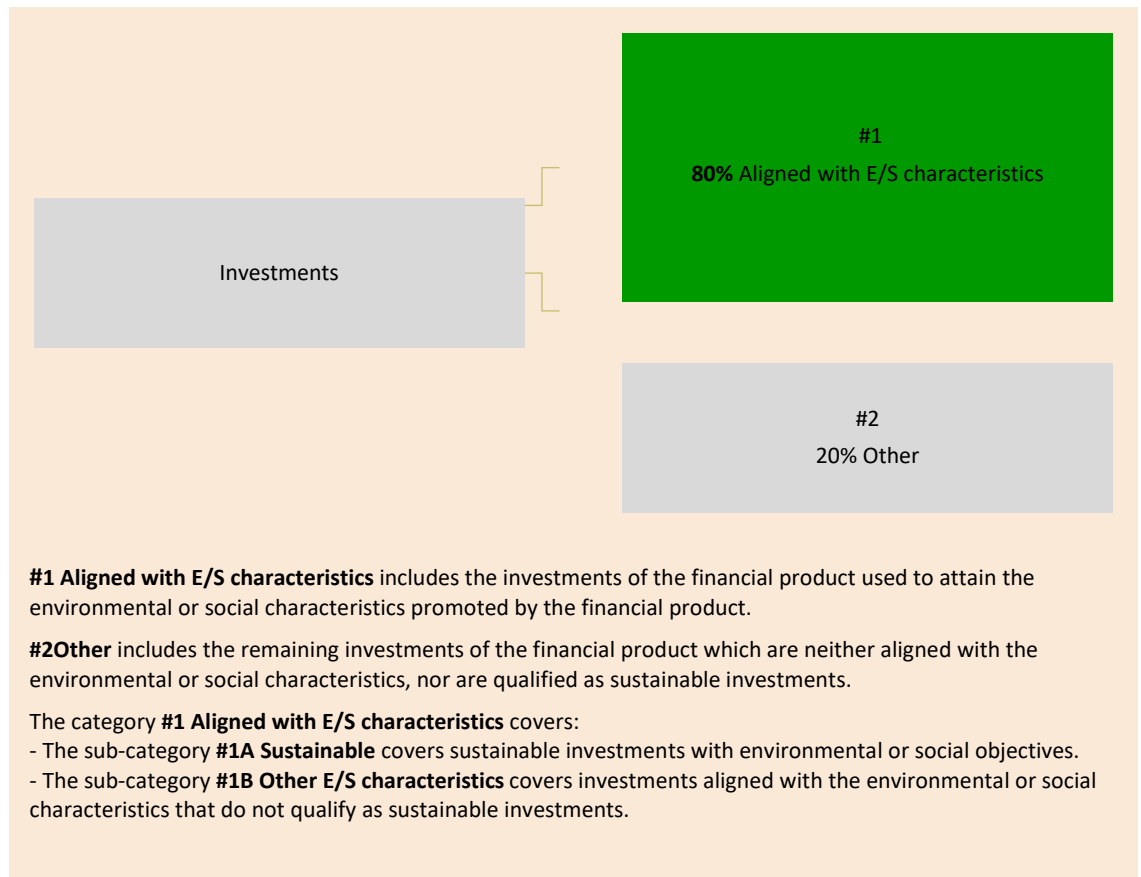 #1
80% Aligned with E/S characteristics
Investments
#2
20% Other
#1 Aligned with E/S characteristics includes the investments of the financial product used to attain the
environmental or social characteristics promoted by the financial product.
#2Other includes the remaining investments of the financial product which are neither aligned with the
environmental or social characteristics, nor are qualified as sustainable investments.
The category #1 Aligned with E/S characteristics covers:
- The sub-category #1A Sustainable covers sustainable investments with environmental or social objectives.
- The sub-category #1B Other E/S characteristics covers investments aligned with the environmental or social
characteristics that do not qualify as sustainable investments.